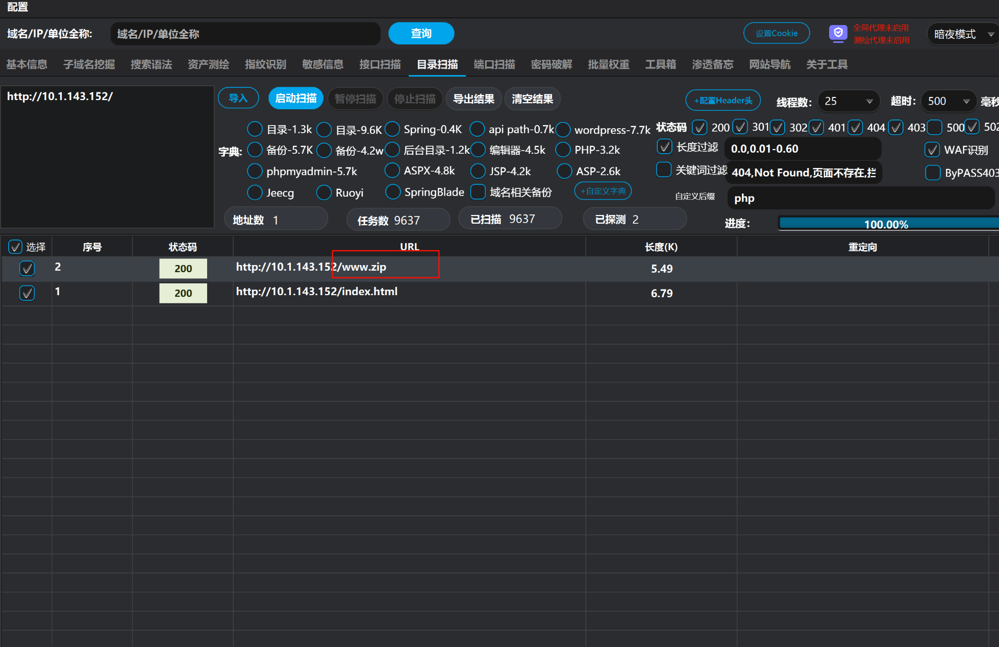 配置
域名/IP/单位全称: 域名/IP/单位全称 查询 设置Cookie 全局代理未启用 暗夜模式
测绘代理未启用
基本信息 子域名挖掘 搜索语法 资产测绘 指纹识别 敏感信息 接口扫描 目录扫描 端口扫描 密码破解 批量权重 工具箱 渗透备忘 网站导航 关于工具
http://10.1.143.152/ 导入 启动扫描 暂停扫描 停止扫描 导出结果 清空结果 +配置Header头 线程数: 25 超时: 500 毫秒
目录-1.3k 目录-9.6K Spring-0.4K api path-0.7k wordpress-7.7k 状态码 200 301 302 401 404 403 500 502
字典: 备份-5.7K 备份-4.2w 后台目录-1.2k 编辑器-4.5k PHP-3.2k 长度过滤 0.0,0.01-0.60 WAF识别
phpmyadmin-5.7k ASPX-4.8k JSP-4.2k ASP-2.6k 关键词过滤 404,Not Found,页面不存在,拦 ByPASS403
Jeecg Ruoyi SpringBlade 域名相关备份 +自定义字典 自定义后缀 php
地址数 1 任务数 9637 已扫描 9637 已探测 2 进度: 100.00%
选择 序号 状态码 URL 长度(K) 重定向
2 200 http://10.1.143.152/www.zip 5.49
1 200 http://10.1.143.152/index.html 6.79